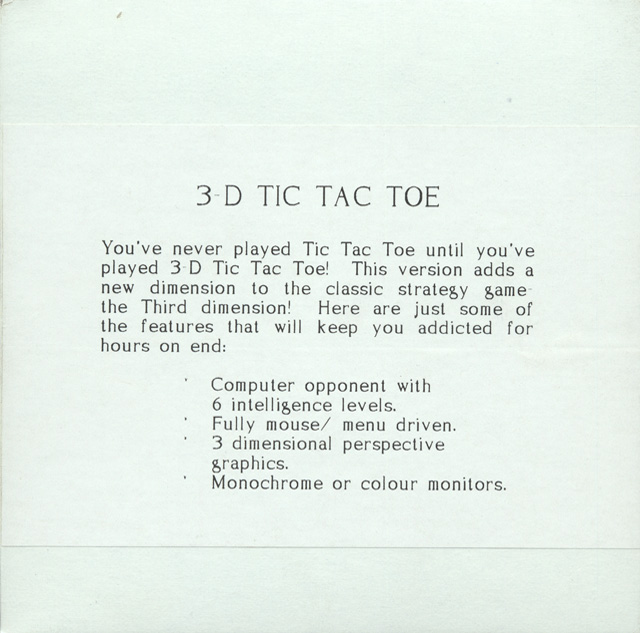 3-D TIC TAC TOE
You've never played Tic Tac Toe until you've
played 3 D Tic Tac Toe! This version adds a
new dimension to the classic strategy game-
the Third dimension! Here are just some of
the features that will keep you addicted for
hours on end:
' Computer opponent with
6 intelligence levels.
' Fully mouse/ menu driven.
' 3 dimensional perspective
graphics.
' Monochrome or colour monitors.